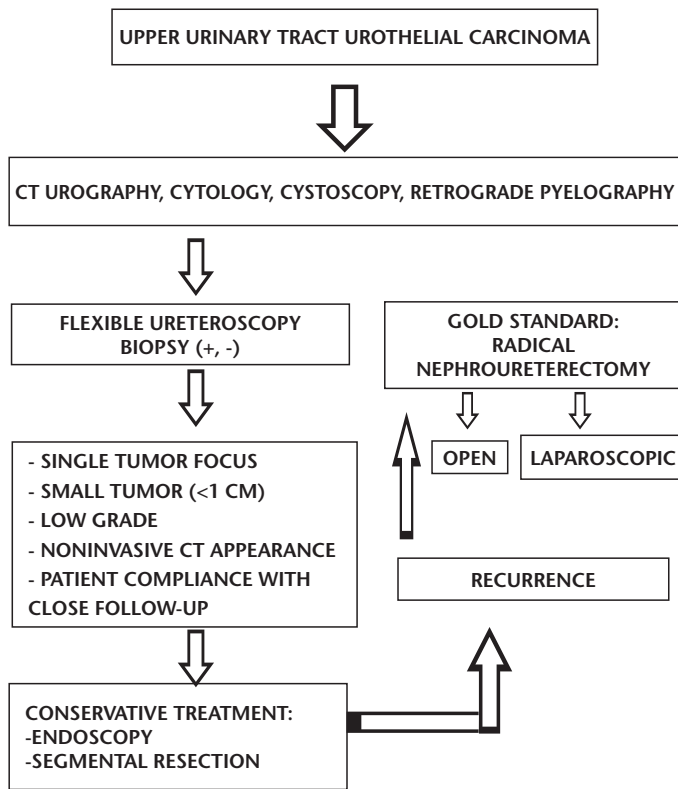 UPPER URINARY TRACT UROTHELIAL CARCINOMA
CT UROGRAPHY, CYTOLOGY, CYSTOSCOPY, RETROGRADE PYELOGRAPHY
FLEXIBLE URETEROSCOPY
BIOPSY (+, -)
GOLD STANDARD:
RADICAL
NEPHROURETERECTOMY
OPEN
LAPAROSCOPIC
- SINGLE TUMOR FOCUS
- SMALL TUMOR (<1 CM)
- LOW GRADE
- NONINVASIVE CT APPEARANCE
- PATIENT COMPLIANCE WITH
CLOSE FOLLOW-UP
RECURRENCE
CONSERVATIVE TREATMENT:
-ENDOSCOPY
-SEGMENTAL RESECTION